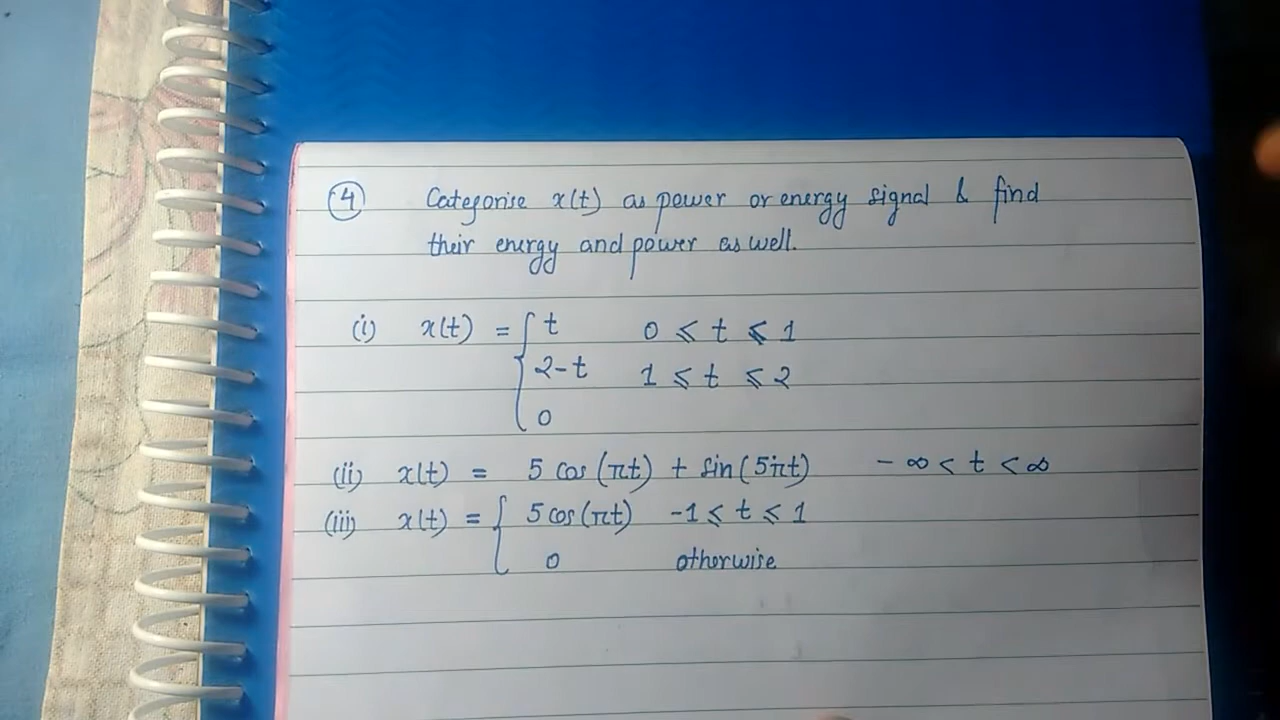 ④ Categorise x(t) as power or energy signal & find
their energy and power as well.
(i) x(t) = { t 0 ⩽ t ⩽ 1
2-t 1 ⩽ t ⩽ 2
0
(ii) x(t) = 5 cos (πt) + sin (5πt) - ∞ < t < ∞
(iii) x(t) = { 5 cos (πt) -1 ⩽ t ⩽ 1
0 otherwise